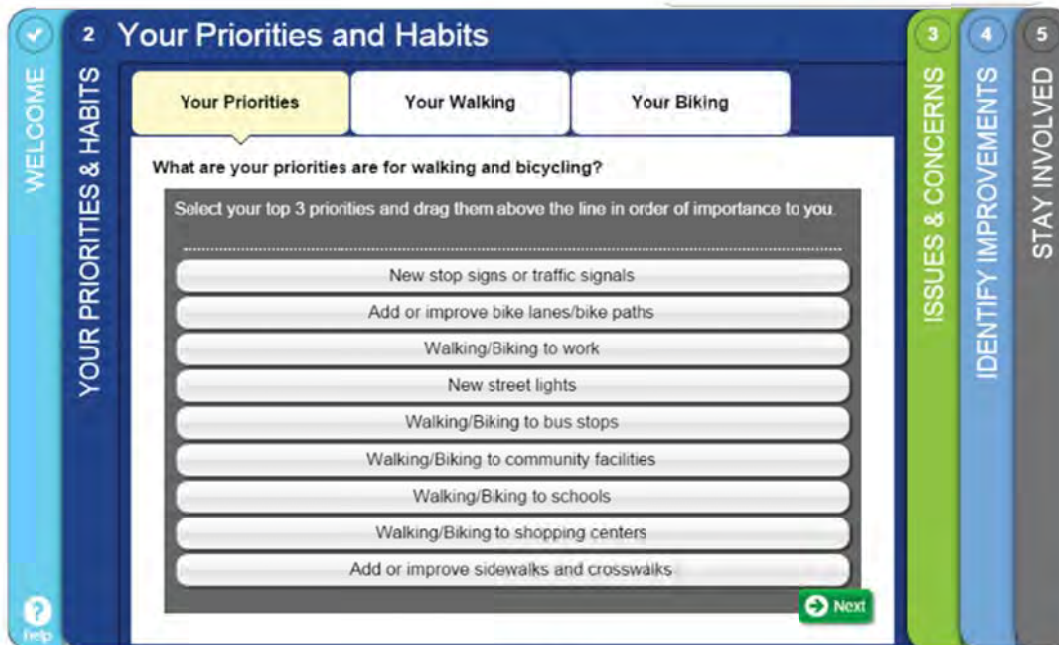 WELCOME
help
2
YOUR PRIORITIES & HABITS
Your Priorities and Habits
Your Priorities
Your Walking
Your Biking
What are your priorities are for walking and bicycling?
Select your top 3 priorities and drag them above the line in order of importance to you.
New stop signs or traffic signals
Add or improve bike lanes/bike paths
Walking/Biking to work
New street lights
Walking/Biking to bus stops
Walking/Biking to community facilities
Walking/Biking to schools
Walking/Biking to shopping centers
Add or improve sidewalks and crosswalks
Next
3
ISSUES & CONCERNS
4
IDENTIFY IMPROVEMENTS
5
STAY INVOLVED